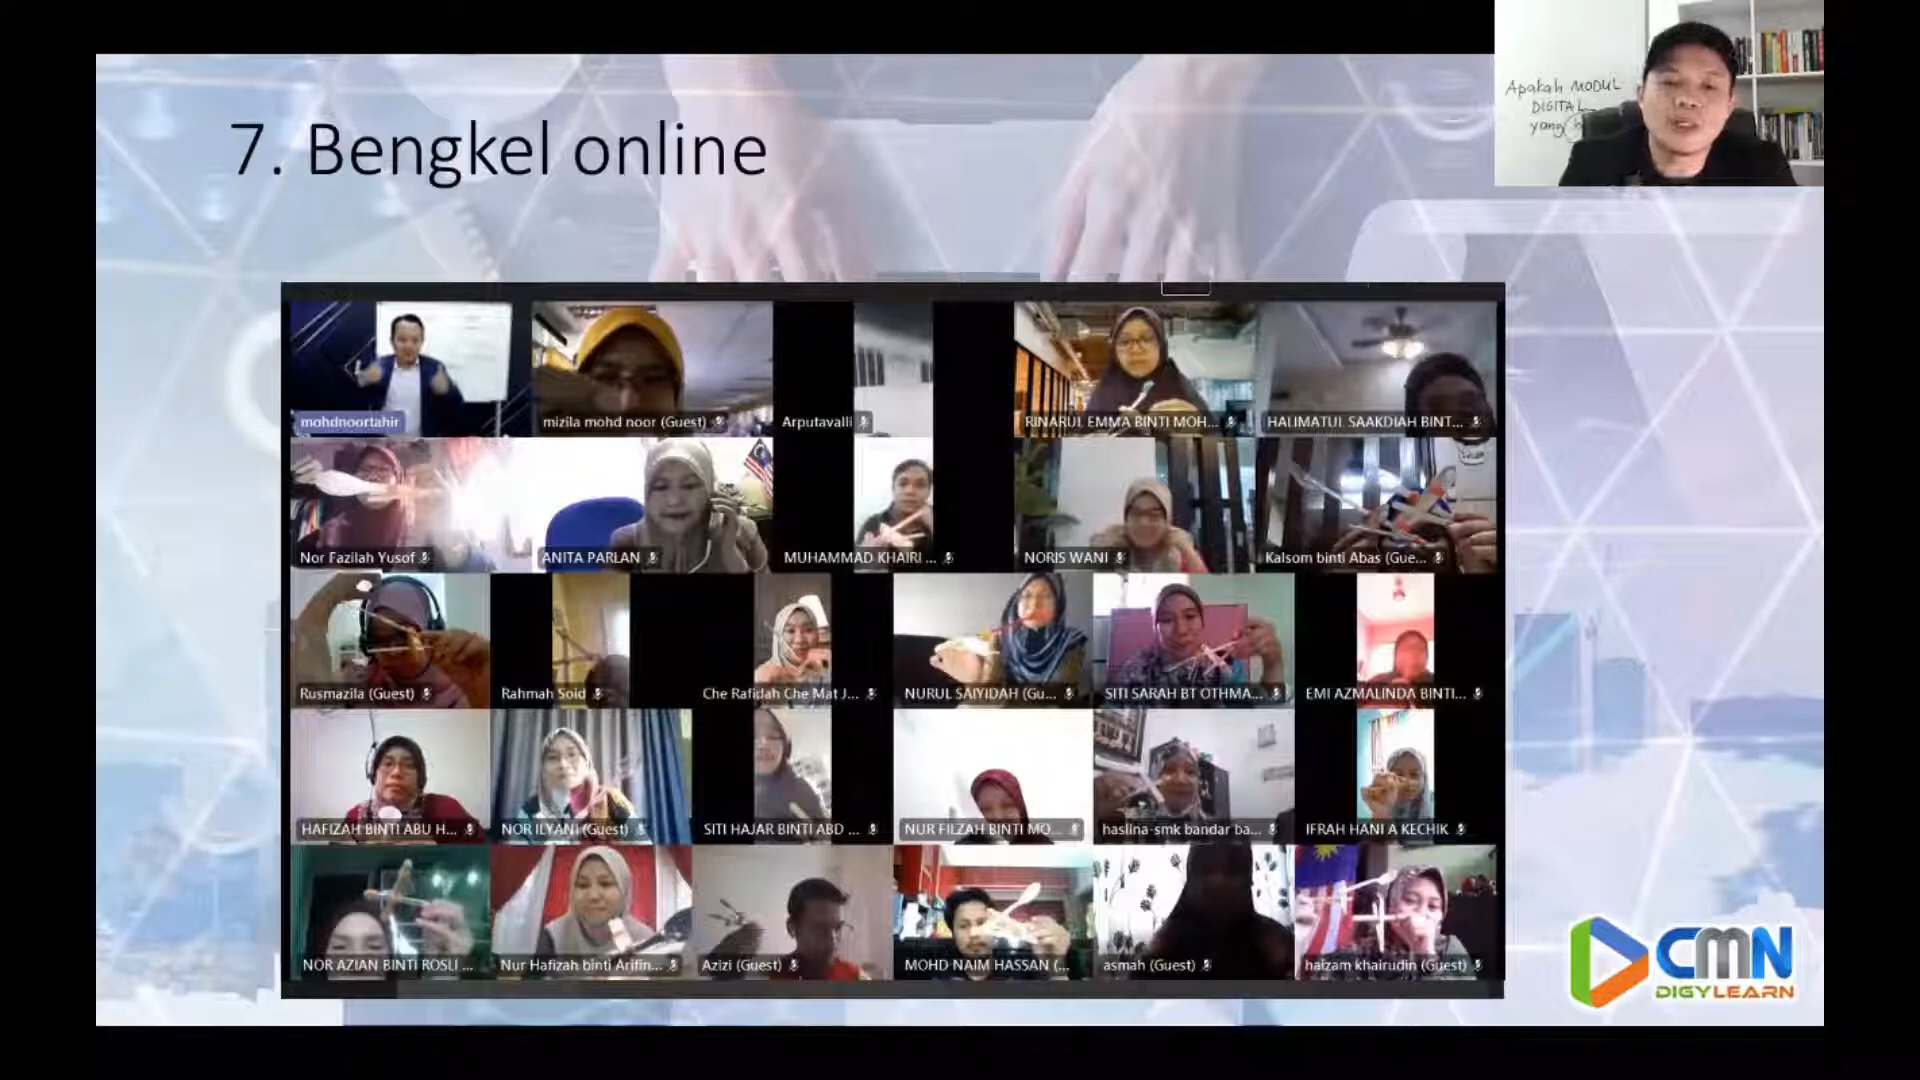 Apakah MODUL
DIGITAL
yang
7. Bengkel online
mohdnoortahir
mizila mohd noor (Guest)
Arputavalli
RINARUL EMMA BINTI MOH...
HALIMATUL SAAKDIAH BINT...
Nor Fazilah Yusof
ANITA PARLAN
MUHAMMAD KHAIRI ...
NORIS WANI
Kalsom binti Abas (Gue...
Rusmazila (Guest)
Rahmah Soid
Che Rafidah Che Mat J...
NURUL SAIYIDAH (Gu...
SITI SARAH BT OTHMA...
EMI AZMALINDA BINTI...
HAFIZAH BINTI ABU H...
NOR ILYANI (Guest)
SITI HAJAR BINTI ABD ...
NUR FILZAH BINTI MO...
haslina-smk bandar ba...
IFRAH HANI A KECHIK
NOR AZIAN BINTI ROSLI ...
Nur Hafizah binti Arifin...
Azizi (Guest)
MOHD NAIM HASSAN (...
asmah (Guest)
haizam khairudin (Guest)
CMN
DIGYLEARN